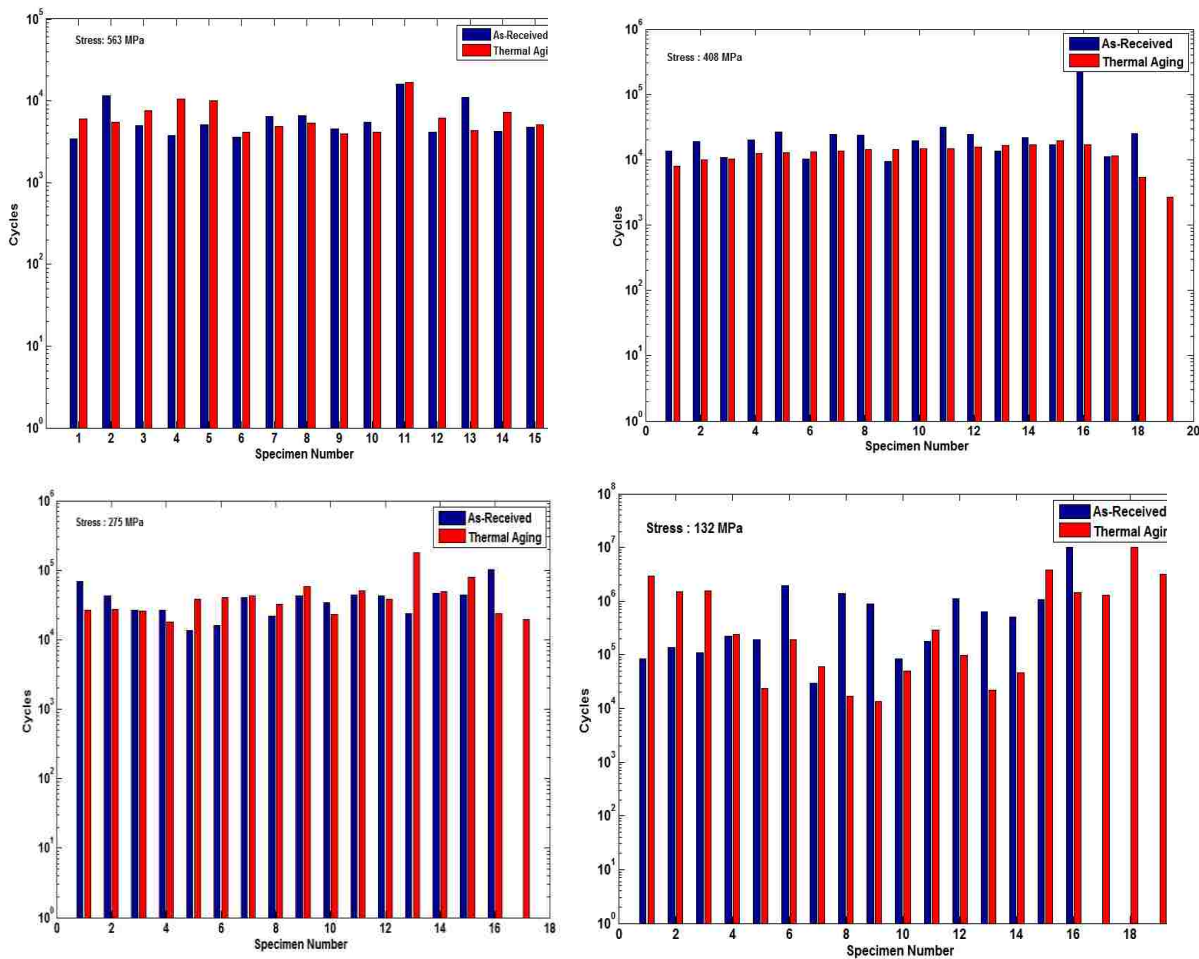 10^5
10^4
10^3
10^2
10^1
10^0
Cycles
Stress: 563 MPa
As-Received
Thermal Aging
1 2 3 4 5 6 7 8 9 10 11 12 13 14 15
Specimen Number
10^6
10^5
10^4
10^3
10^2
10^1
10^0
Cycles
Stress : 408 MPa
As-Received
Thermal Aging
0 2 4 6 8 10 12 14 16 18 20
Specimen Number
10^6
10^5
10^4
10^3
10^2
10^1
10^0
Cycles
Stress : 275 MPa
As-Received
Thermal Aging
0 2 4 6 8 10 12 14 16 18
Specimen Number
10^8
10^7
10^6
10^5
10^4
10^3
10^2
10^1
10^0
Cycles
Stress : 132 MPa
As-Received
Thermal Agin
0 2 4 6 8 10 12 14 16 18
Specimen Number